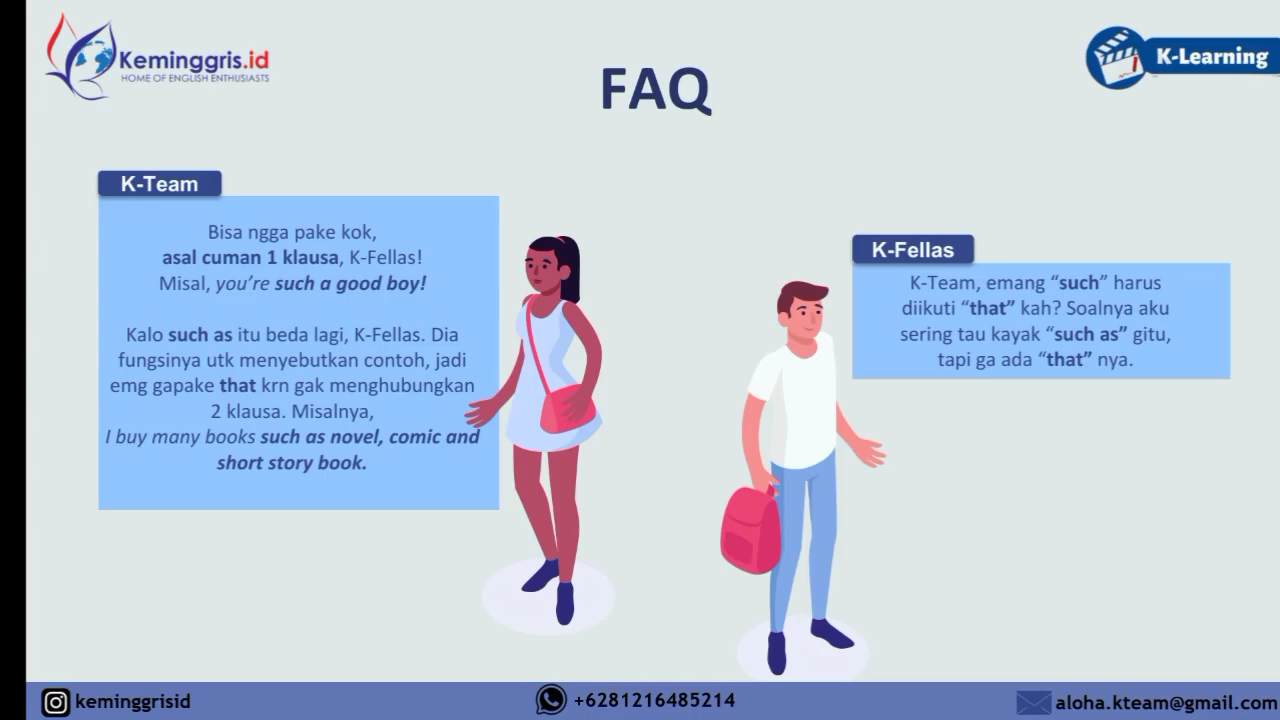 Keminggris.id
HOME OF ENGLISH ENTHUSIASTS
K-Learning
FAQ
K-Team
Bisa ngga pake kok,
asal cuman 1 klausa, K-Fellas!
Misal, you're such a good boy!
Kalo such as itu beda lagi, K-Fellas. Dia
fungsinya utk menyebutkan contoh, jadi
emg gapake that krn gak menghubungkan
2 klausa. Misalnya,
I buy many books such as novel, comic and
short story book.
K-Fellas
K-Team, emang “such” harus
diikuti “that” kah? Soalnya aku
sering tau kayak “such as” gitu,
tapi ga ada “that” nya.
keminggrisid
+6281216485214
aloha.kteam@gmail.com